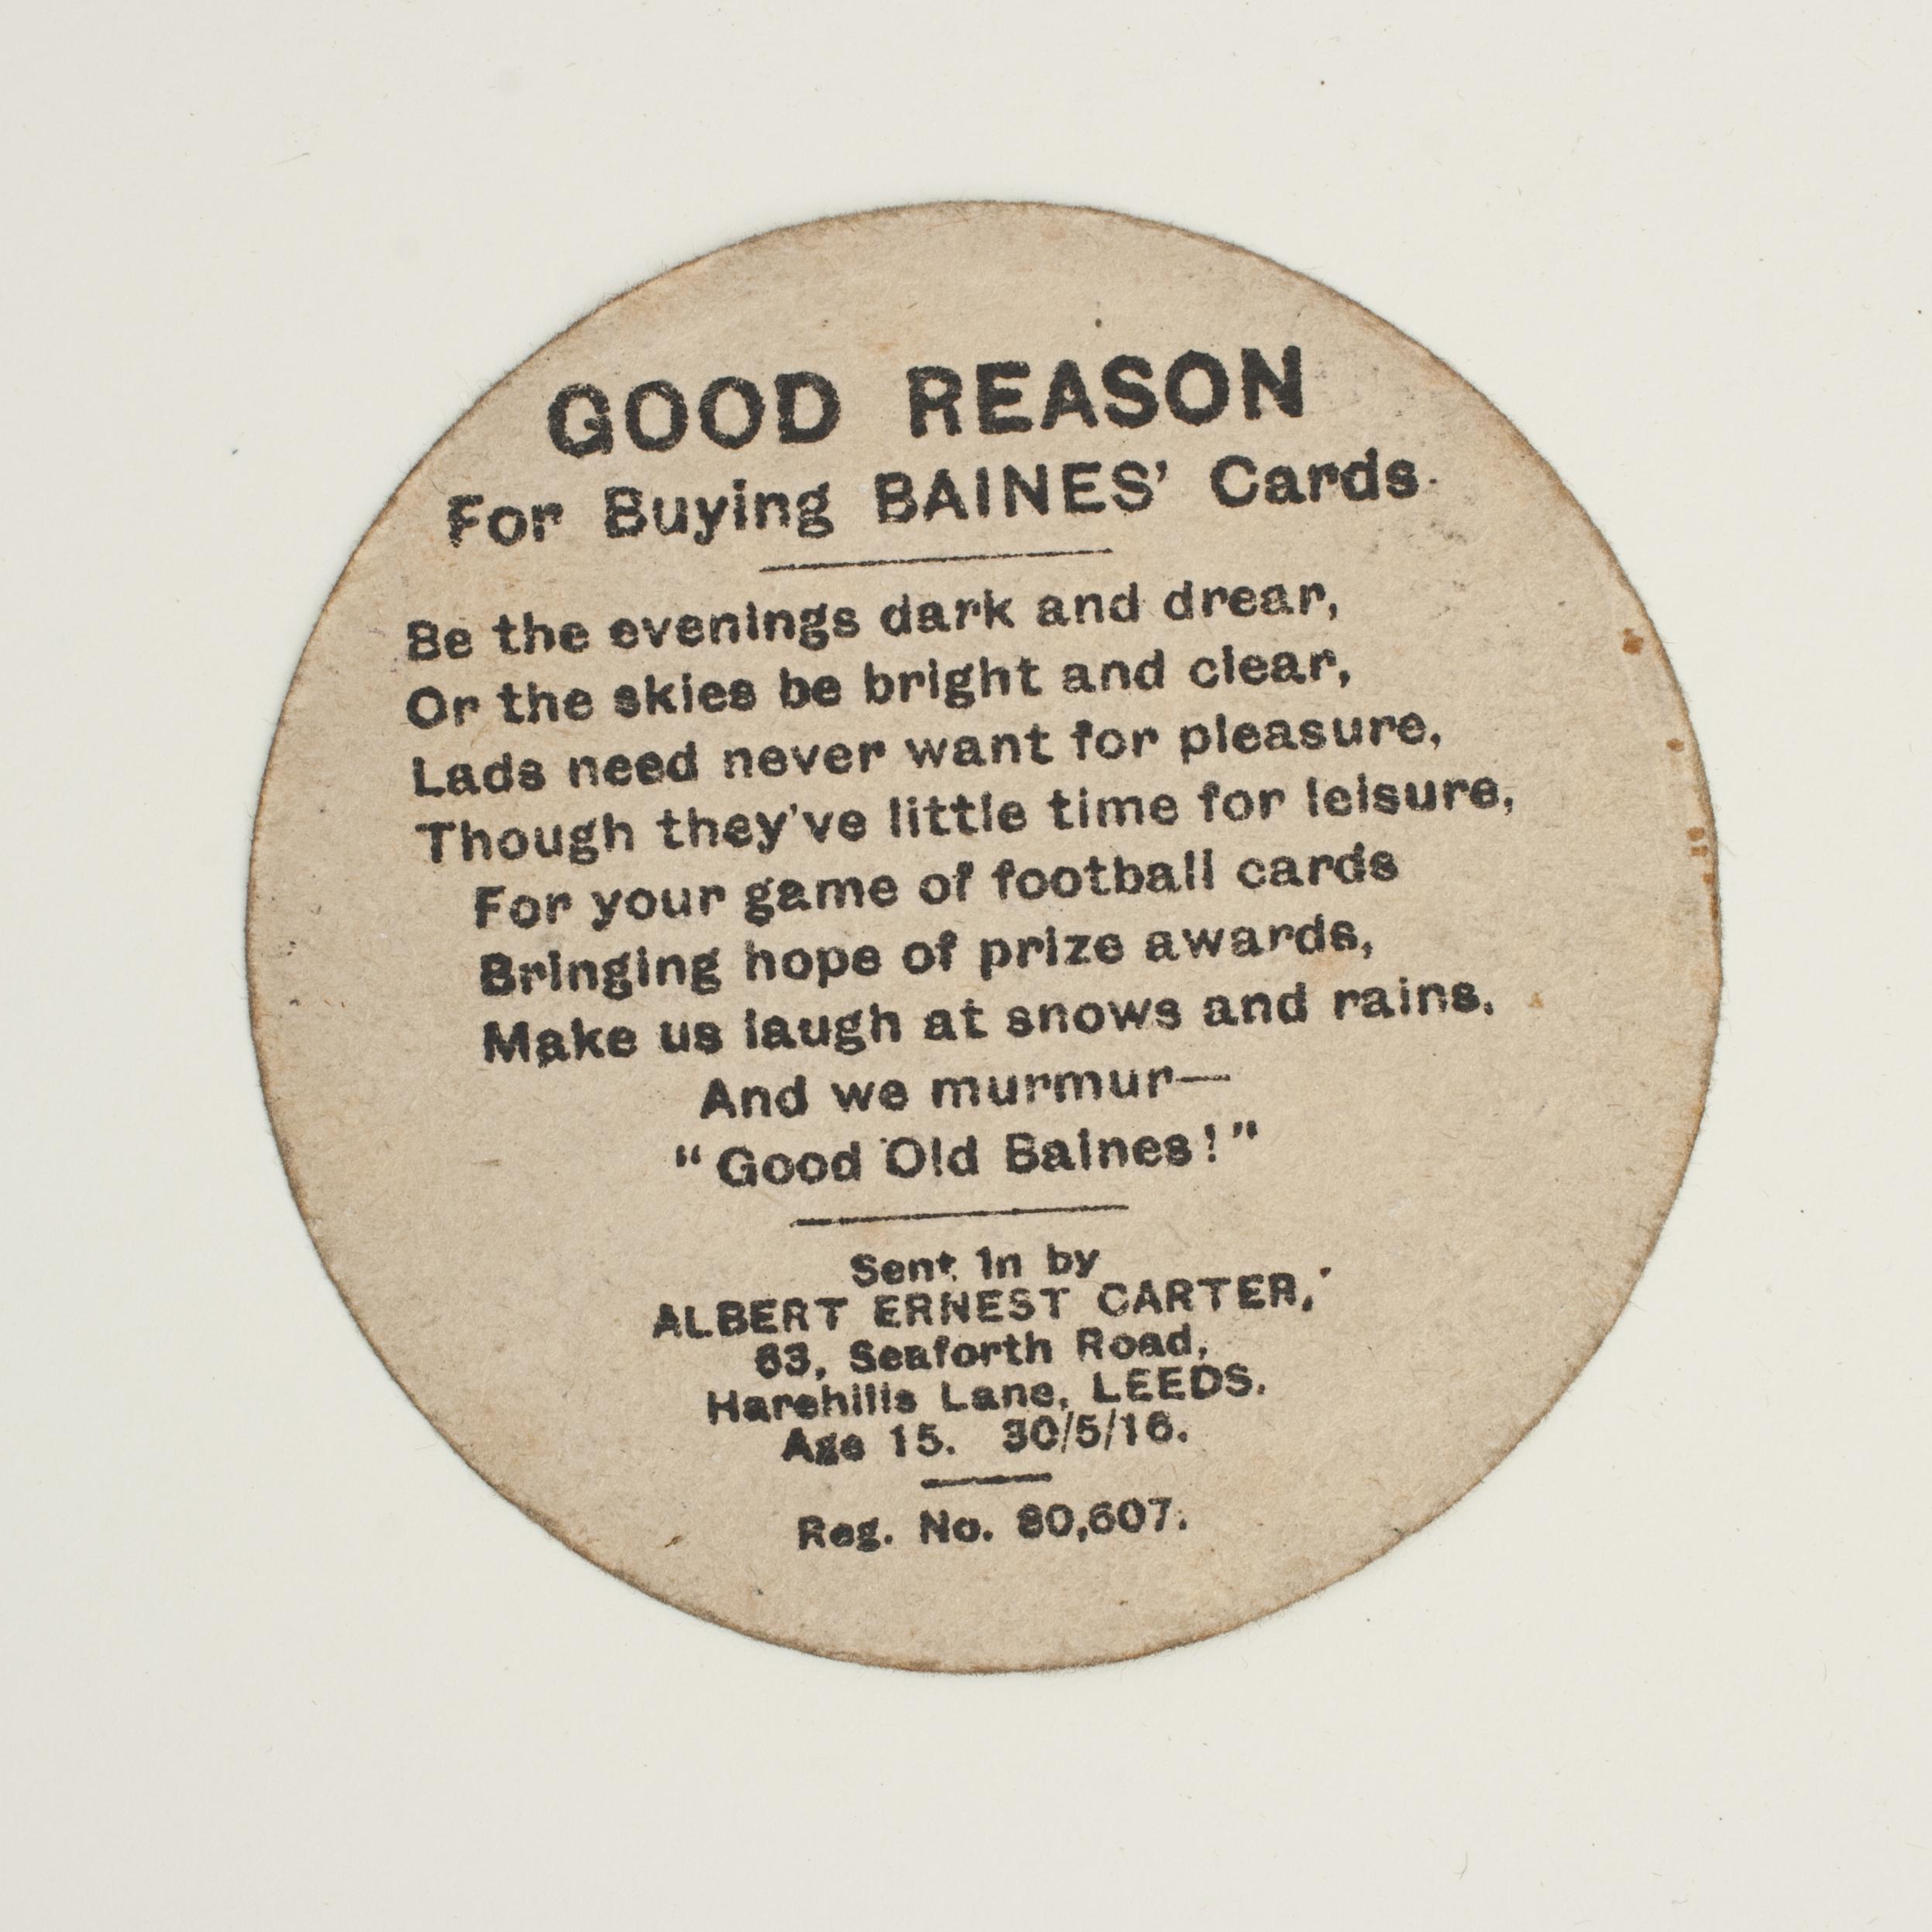 GOOD REASON
For Buying BAINES' Cards.
Be the evenings dark and drear,
Or the skies be bright and clear,
Lads need never want for pleasure,
Though they've little time for leisure,
For your game of football cards
Bringing hope of prize awards,
Make us laugh at snows and rains,
And we murmur—
"Good Old Baines!"
Sent in by
ALBERT ERNEST CARTER,
63, Seaforth Road,
Harehills Lane, LEEDS.
Age 15. 30/5/16.
Reg. No. 80,607.